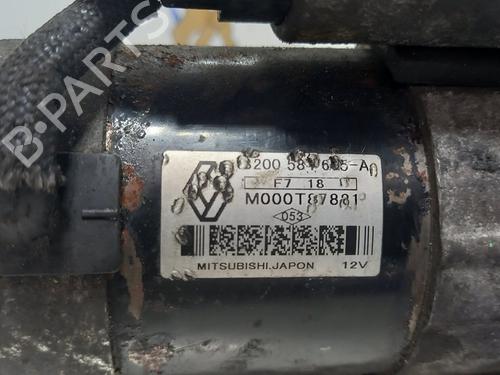 F7 18
M000T87881
053
MITSUBISHI.JAPON 12V
B-PARTS